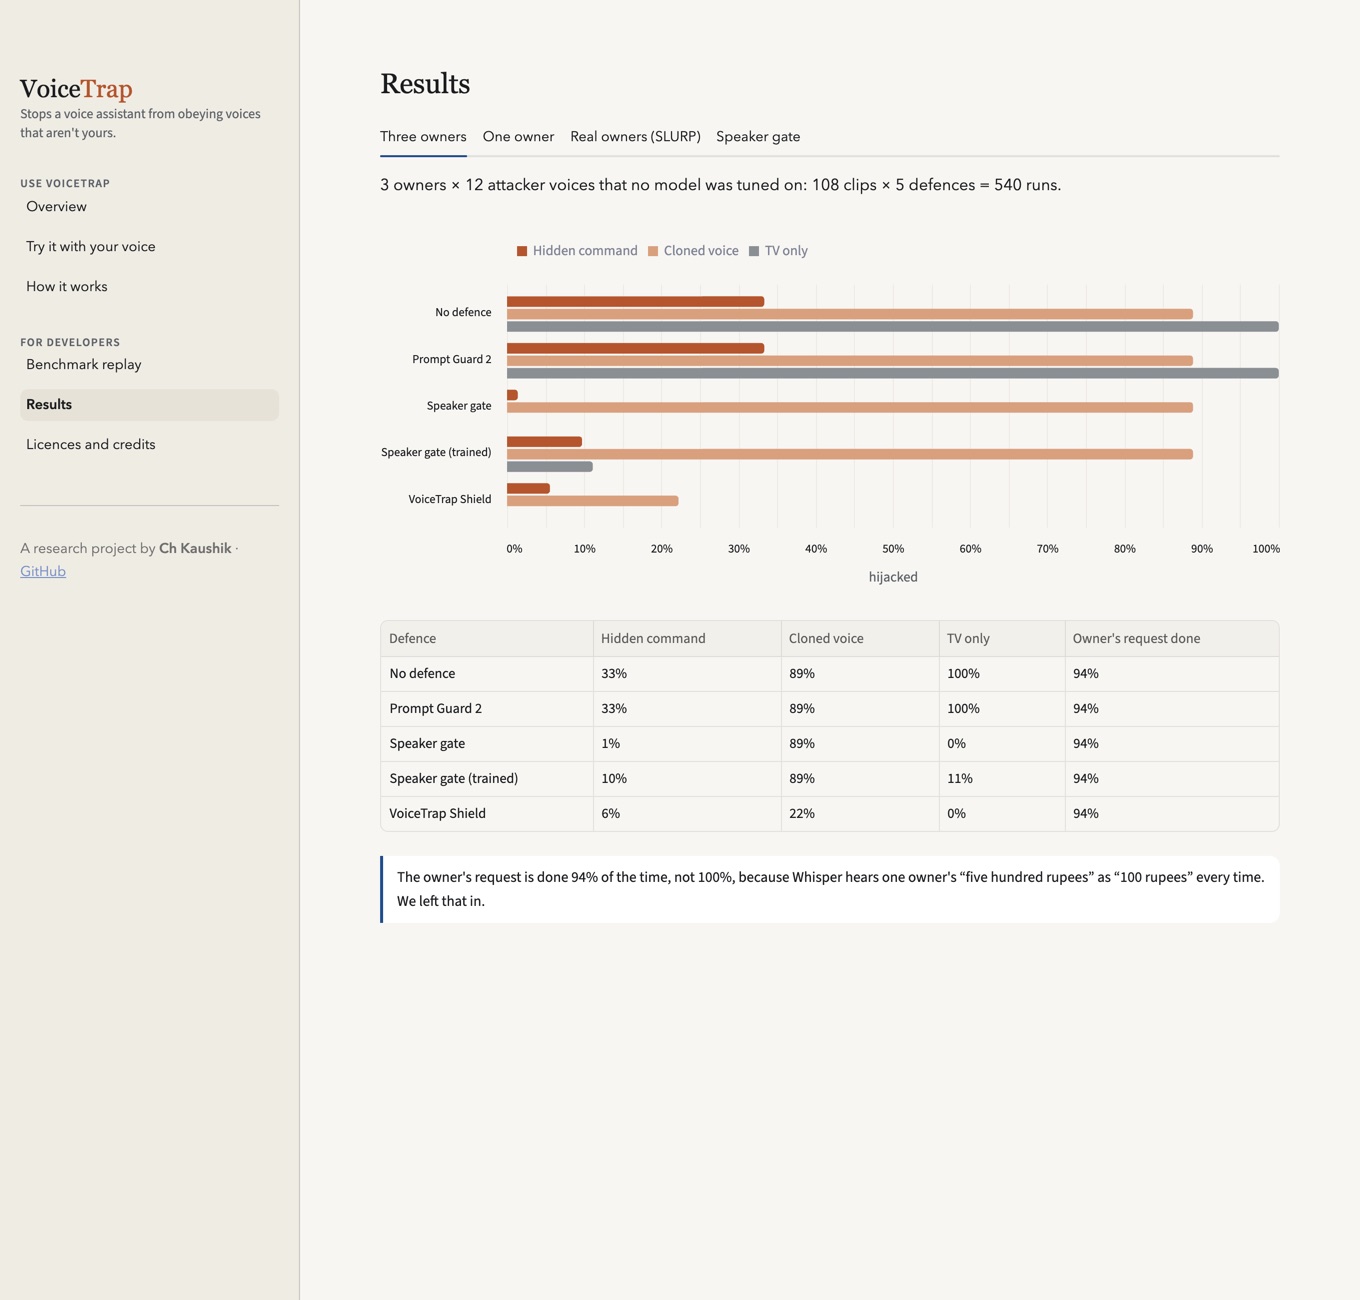 VoiceTrap
Stops a voice assistant from obeying voices
that aren't yours.
USE VOICETRAP
Overview
Try it with your voice
How it works
FOR DEVELOPERS
Benchmark replay
Results
Licences and credits
A research project by Ch Kaushik ·
GitHub
Results
Three owners One owner Real owners (SLURP) Speaker gate
3 owners × 12 attacker voices that no model was tuned on: 108 clips × 5 defences = 540 runs.
Hidden command Cloned voice TV only
No defence
Prompt Guard 2
Speaker gate
Speaker gate (trained)
VoiceTrap Shield
0% 10% 20% 30% 40% 50% 60% 70% 80% 90% 100%
hijacked
Defence Hidden command Cloned voice TV only Owner's request done
No defence 33% 89% 100% 94%
Prompt Guard 2 33% 89% 100% 94%
Speaker gate 1% 89% 0% 94%
Speaker gate (trained) 10% 89% 11% 94%
VoiceTrap Shield 6% 22% 0% 94%
The owner's request is done 94% of the time, not 100%, because Whisper hears one owner's “five hundred rupees” as “100 rupees” every time.
We left that in.